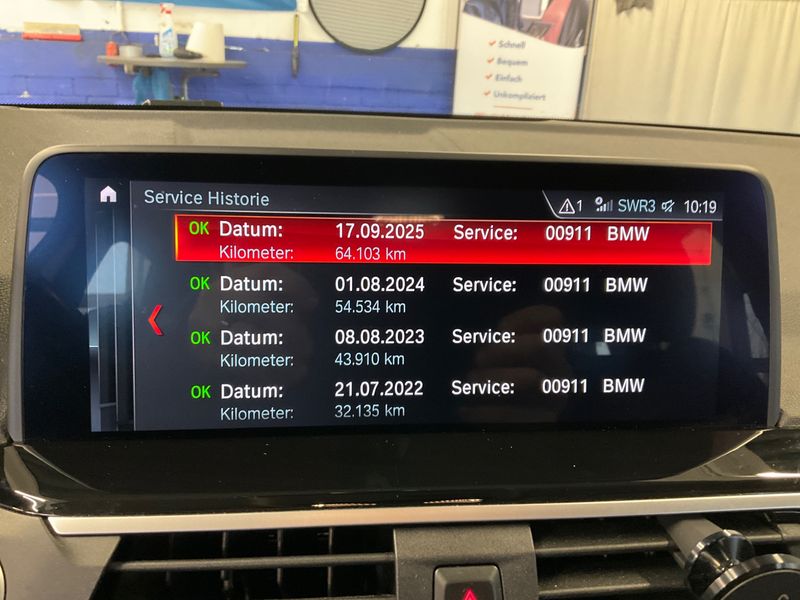 Schnell
Bequem
Einfach
Unkompliziert
Service Historie
1 SWR3 10:19
OK Datum: 17.09.2025 Service: 00911 BMW
Kilometer: 64.103 km
OK Datum: 01.08.2024 Service: 00911 BMW
Kilometer: 54.534 km
OK Datum: 08.08.2023 Service: 00911 BMW
Kilometer: 43.910 km
OK Datum: 21.07.2022 Service: 00911 BMW
Kilometer: 32.135 km